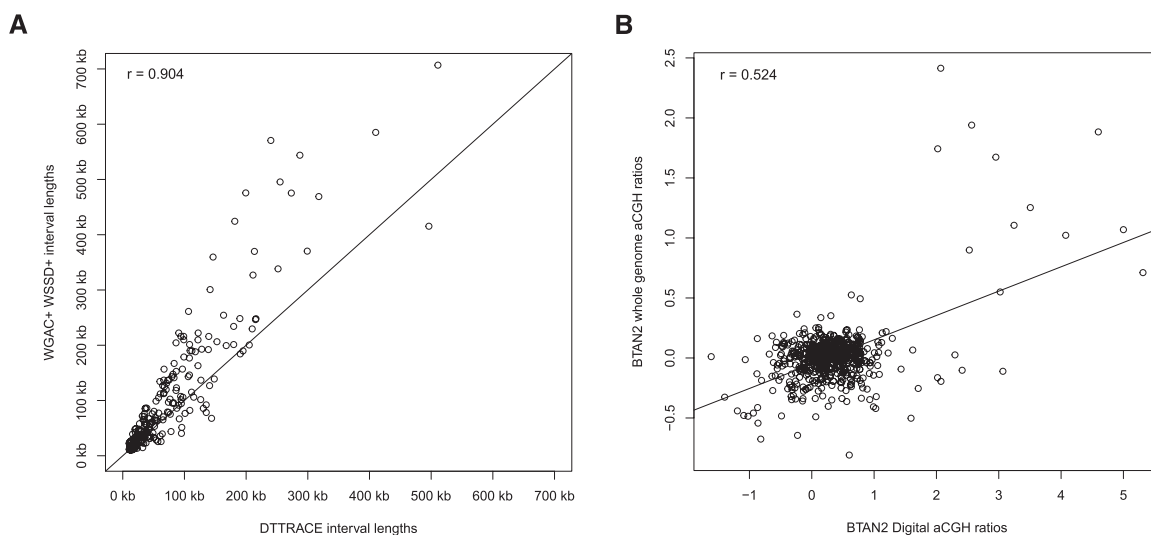 A
r = 0.904
WGAC+ WSSD+ interval lengths
700 kb
600 kb
500 kb
400 kb
300 kb
200 kb
100 kb
0 kb
0 kb 100 kb 200 kb 300 kb 400 kb 500 kb 600 kb 700 kb
DTTRACE interval lengths
B
r = 0.524
BTAN2 whole genome aCGH ratios
2.5
2.0
1.5
1.0
0.5
0.0
−0.5
−1 0 1 2 3 4 5
BTAN2 Digital aCGH ratios